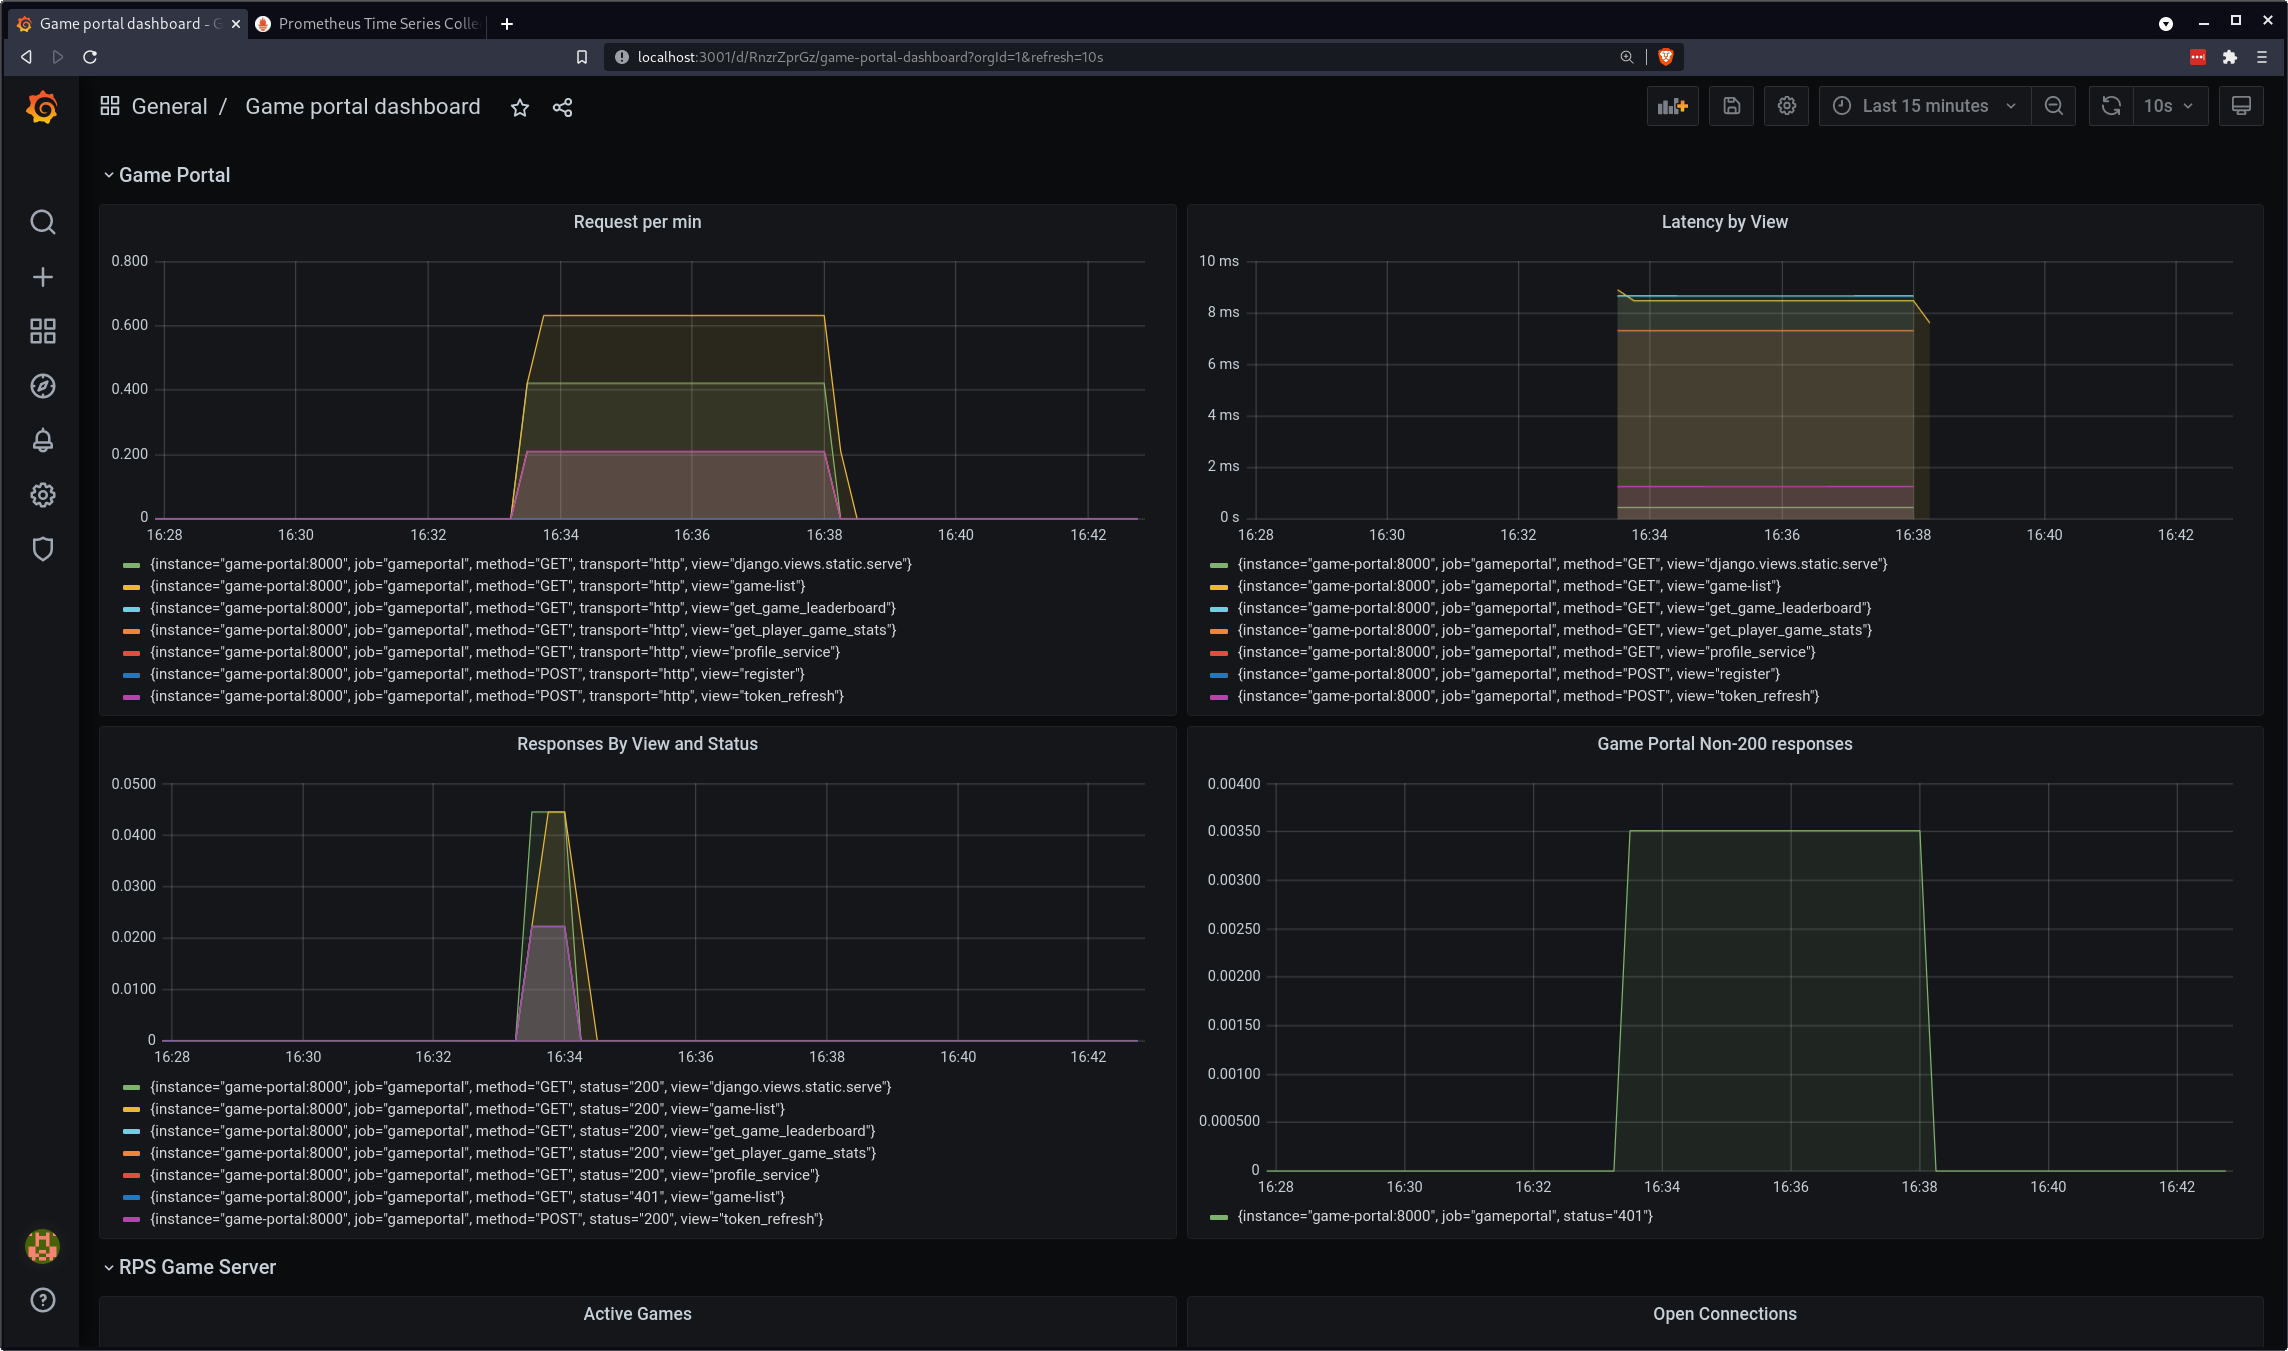 Game portal dashboard - G
Prometheus Time Series Colle
localhost:3001/d/RnzrZprGz/game-portal-dashboard?orgId=1&refresh=10s
General / Game portal dashboard
Last 15 minutes
10s
Game Portal
Request per min
0.800
0.600
0.400
0.200
0
16:28 16:30 16:32 16:34 16:36 16:38 16:40 16:42
{instance="game-portal:8000", job="gameportal", method="GET", transport="http", view="django.views.static.serve"}
{instance="game-portal:8000", job="gameportal", method="GET", transport="http", view="game-list"}
{instance="game-portal:8000", job="gameportal", method="GET", transport="http", view="get_game_leaderboard"}
{instance="game-portal:8000", job="gameportal", method="GET", transport="http", view="get_player_game_stats"}
{instance="game-portal:8000", job="gameportal", method="GET", transport="http", view="profile_service"}
{instance="game-portal:8000", job="gameportal", method="POST", transport="http", view="register"}
{instance="game-portal:8000", job="gameportal", method="POST", transport="http", view="token_refresh"}
Latency by View
10 ms
8 ms
6 ms
4 ms
2 ms
0 s
16:28 16:30 16:32 16:34 16:36 16:38 16:40 16:42
{instance="game-portal:8000", job="gameportal", method="GET", view="django.views.static.serve"}
{instance="game-portal:8000", job="gameportal", method="GET", view="game-list"}
{instance="game-portal:8000", job="gameportal", method="GET", view="get_game_leaderboard"}
{instance="game-portal:8000", job="gameportal", method="GET", view="get_player_game_stats"}
{instance="game-portal:8000", job="gameportal", method="GET", view="profile_service"}
{instance="game-portal:8000", job="gameportal", method="POST", view="register"}
{instance="game-portal:8000", job="gameportal", method="POST", view="token_refresh"}
Responses By View and Status
0.0500
0.0400
0.0300
0.0200
0.0100
0
16:28 16:30 16:32 16:34 16:36 16:38 16:40 16:42
{instance="game-portal:8000", job="gameportal", method="GET", status="200", view="django.views.static.serve"}
{instance="game-portal:8000", job="gameportal", method="GET", status="200", view="game-list"}
{instance="game-portal:8000", job="gameportal", method="GET", status="200", view="get_game_leaderboard"}
{instance="game-portal:8000", job="gameportal", method="GET", status="200", view="get_player_game_stats"}
{instance="game-portal:8000", job="gameportal", method="GET", status="200", view="profile_service"}
{instance="game-portal:8000", job="gameportal", method="GET", status="401", view="game-list"}
{instance="game-portal:8000", job="gameportal", method="POST", status="200", view="token_refresh"}
Game Portal Non-200 responses
0.00400
0.00350
0.00300
0.00250
0.00200
0.00150
0.00100
0.000500
0
16:28 16:30 16:32 16:34 16:36 16:38 16:40 16:42
{instance="game-portal:8000", job="gameportal", status="401"}
RPS Game Server
Active Games
Open Connections